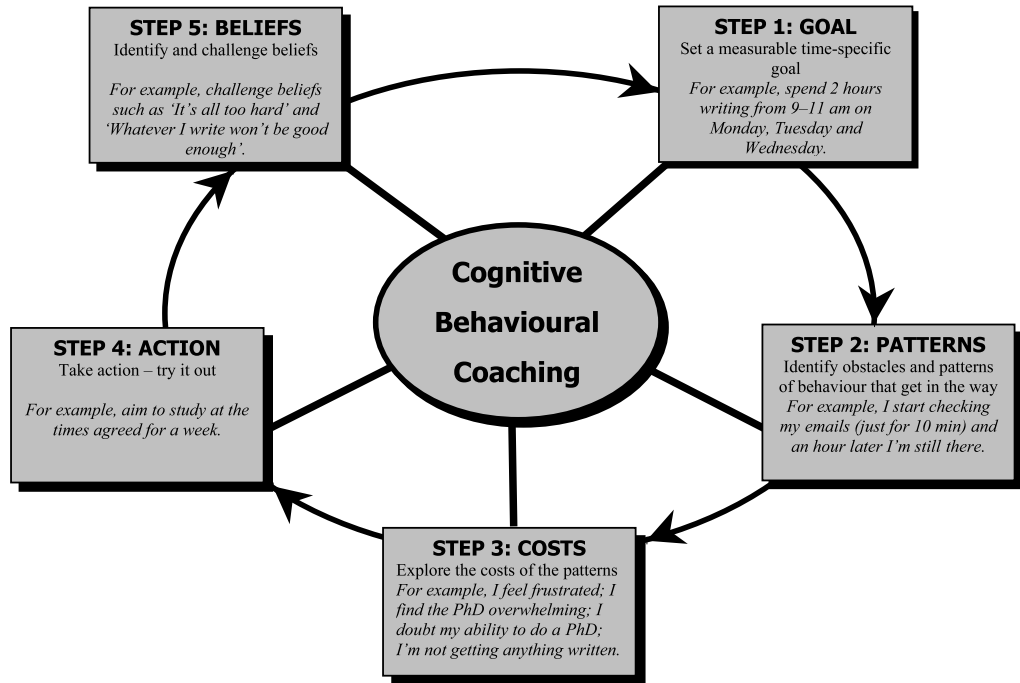 STEP 5: BELIEFS
Identify and challenge beliefs
For example, challenge beliefs
such as ‘It’s all too hard’ and
‘Whatever I write won’t be good
enough’.
STEP 1: GOAL
Set a measurable time-specific
goal
For example, spend 2 hours
writing from 9–11 am on
Monday, Tuesday and
Wednesday.
Cognitive
Behavioural
Coaching
STEP 4: ACTION
Take action – try it out
For example, aim to study at the
times agreed for a week.
STEP 2: PATTERNS
Identify obstacles and patterns
of behaviour that get in the way
For example, I start checking
my emails (just for 10 min) and
an hour later I’m still there.
STEP 3: COSTS
Explore the costs of the patterns
For example, I feel frustrated; I
find the PhD overwhelming; I
doubt my ability to do a PhD;
I’m not getting anything written.